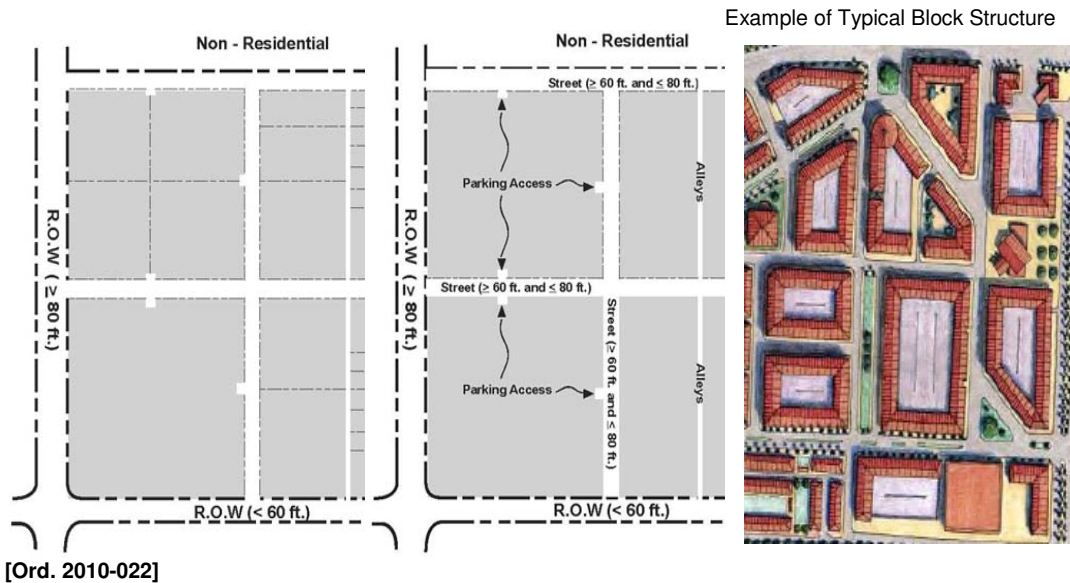 Example of Typical Block Structure
Non - Residential
R.O.W (≥ 80 ft.)
R.O.W (< 60 ft.)
Non - Residential
Street (≥ 60 ft. and ≤ 80 ft.)
Parking Access
Alleys
R.O.W (≥ 80 ft.)
Street (≥ 60 ft. and ≤ 80 ft.)
Street (≥ 60 ft. and ≤ 80 ft.)
Parking Access
Alleys
R.O.W (< 60 ft.)
[Ord. 2010-022]